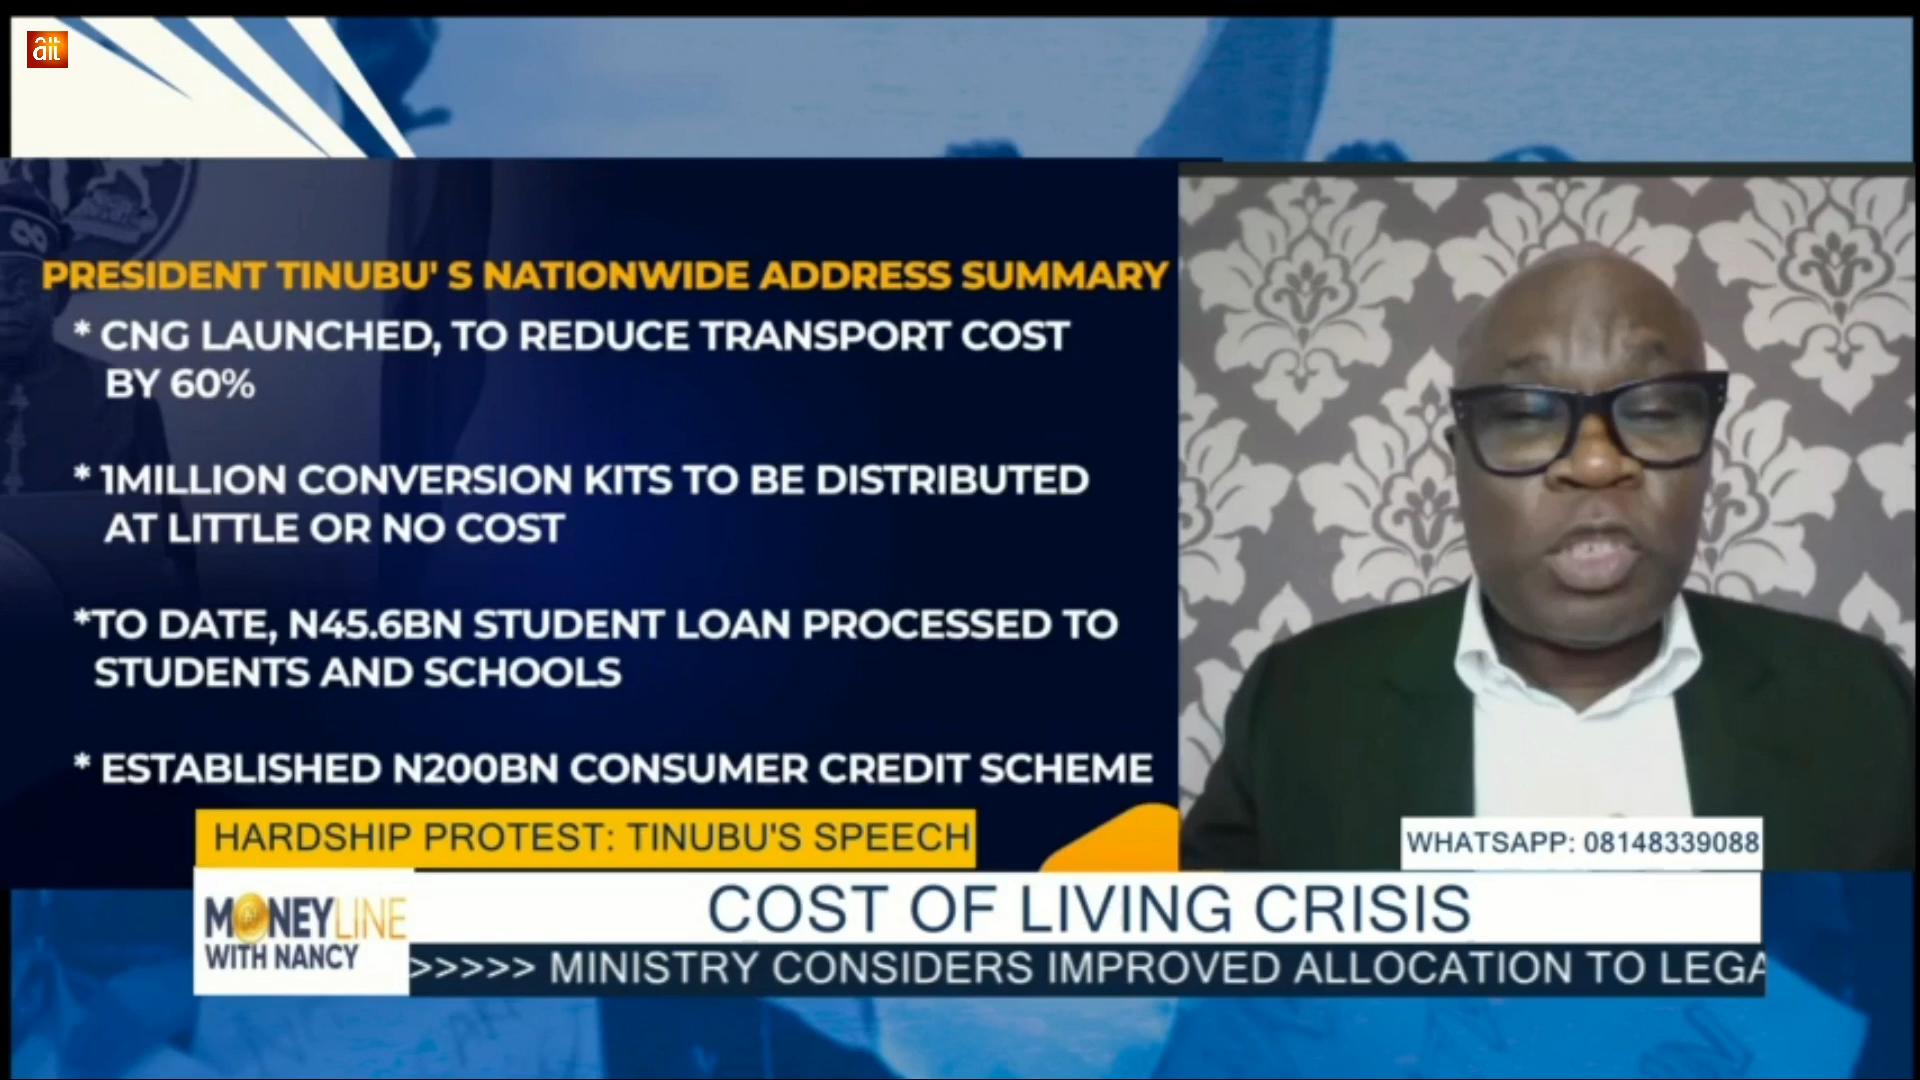 ait
PRESIDENT TINUBU' S NATIONWIDE ADDRESS SUMMARY
* CNG LAUNCHED, TO REDUCE TRANSPORT COST
BY 60%
* 1MILLION CONVERSION KITS TO BE DISTRIBUTED
AT LITTLE OR NO COST
*TO DATE, N45.6BN STUDENT LOAN PROCESSED TO
STUDENTS AND SCHOOLS
* ESTABLISHED N200BN CONSUMER CREDIT SCHEME
HARDSHIP PROTEST: TINUBU'S SPEECH
WHATSAPP: 08148339088
MONEYLINE
WITH NANCY
COST OF LIVING CRISIS
>>>>> MINISTRY CONSIDERS IMPROVED ALLOCATION TO LEGA